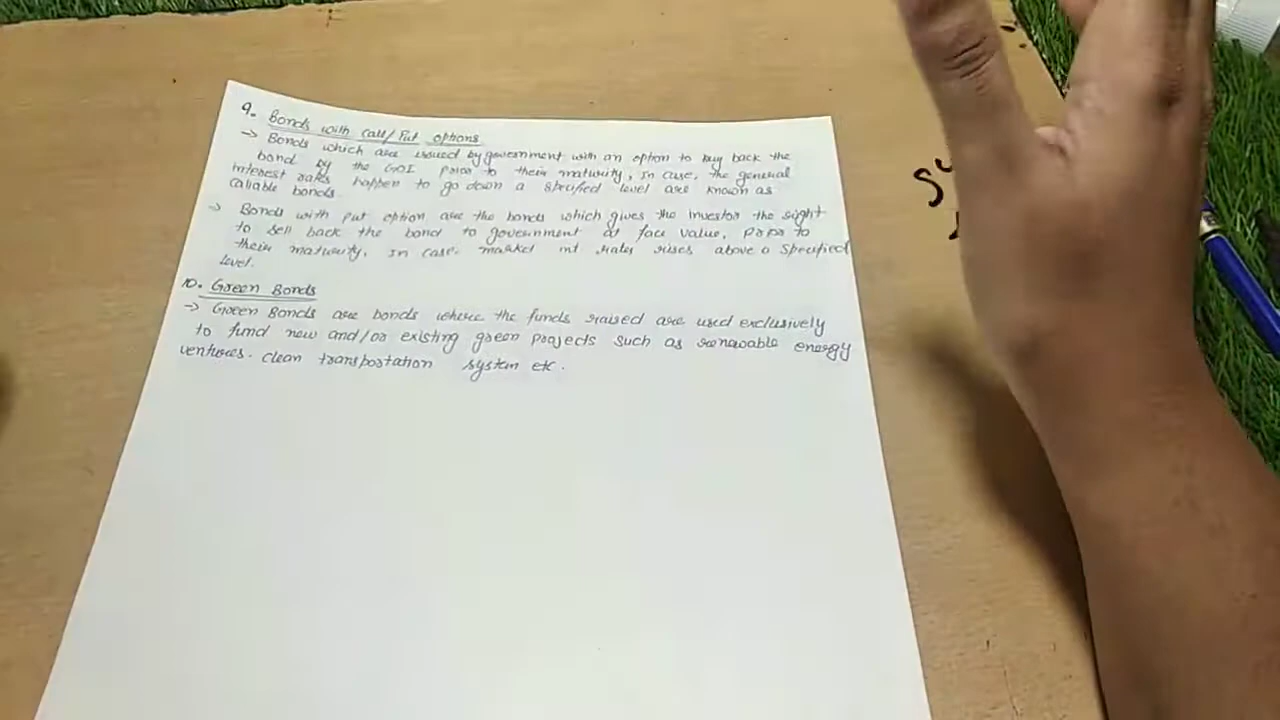 9. Bonds with Call/Put options
→ Bonds which are issued by government with an option to buy back the
bond by the GOI prior to their maturity, in case, the general
interest rates happen to go down a specified level are known as
callable bonds.
→ Bonds with put option are the bonds which gives the investor the right
to sell back the bond to government at face value, prior to
their maturity, in case, market int rates rises above a specified
level.
10. Green Bonds
→ Green Bonds are bonds where the funds raised are used exclusively
to fund new and/or existing green projects such as renewable energy
ventures. clean transportation system etc.